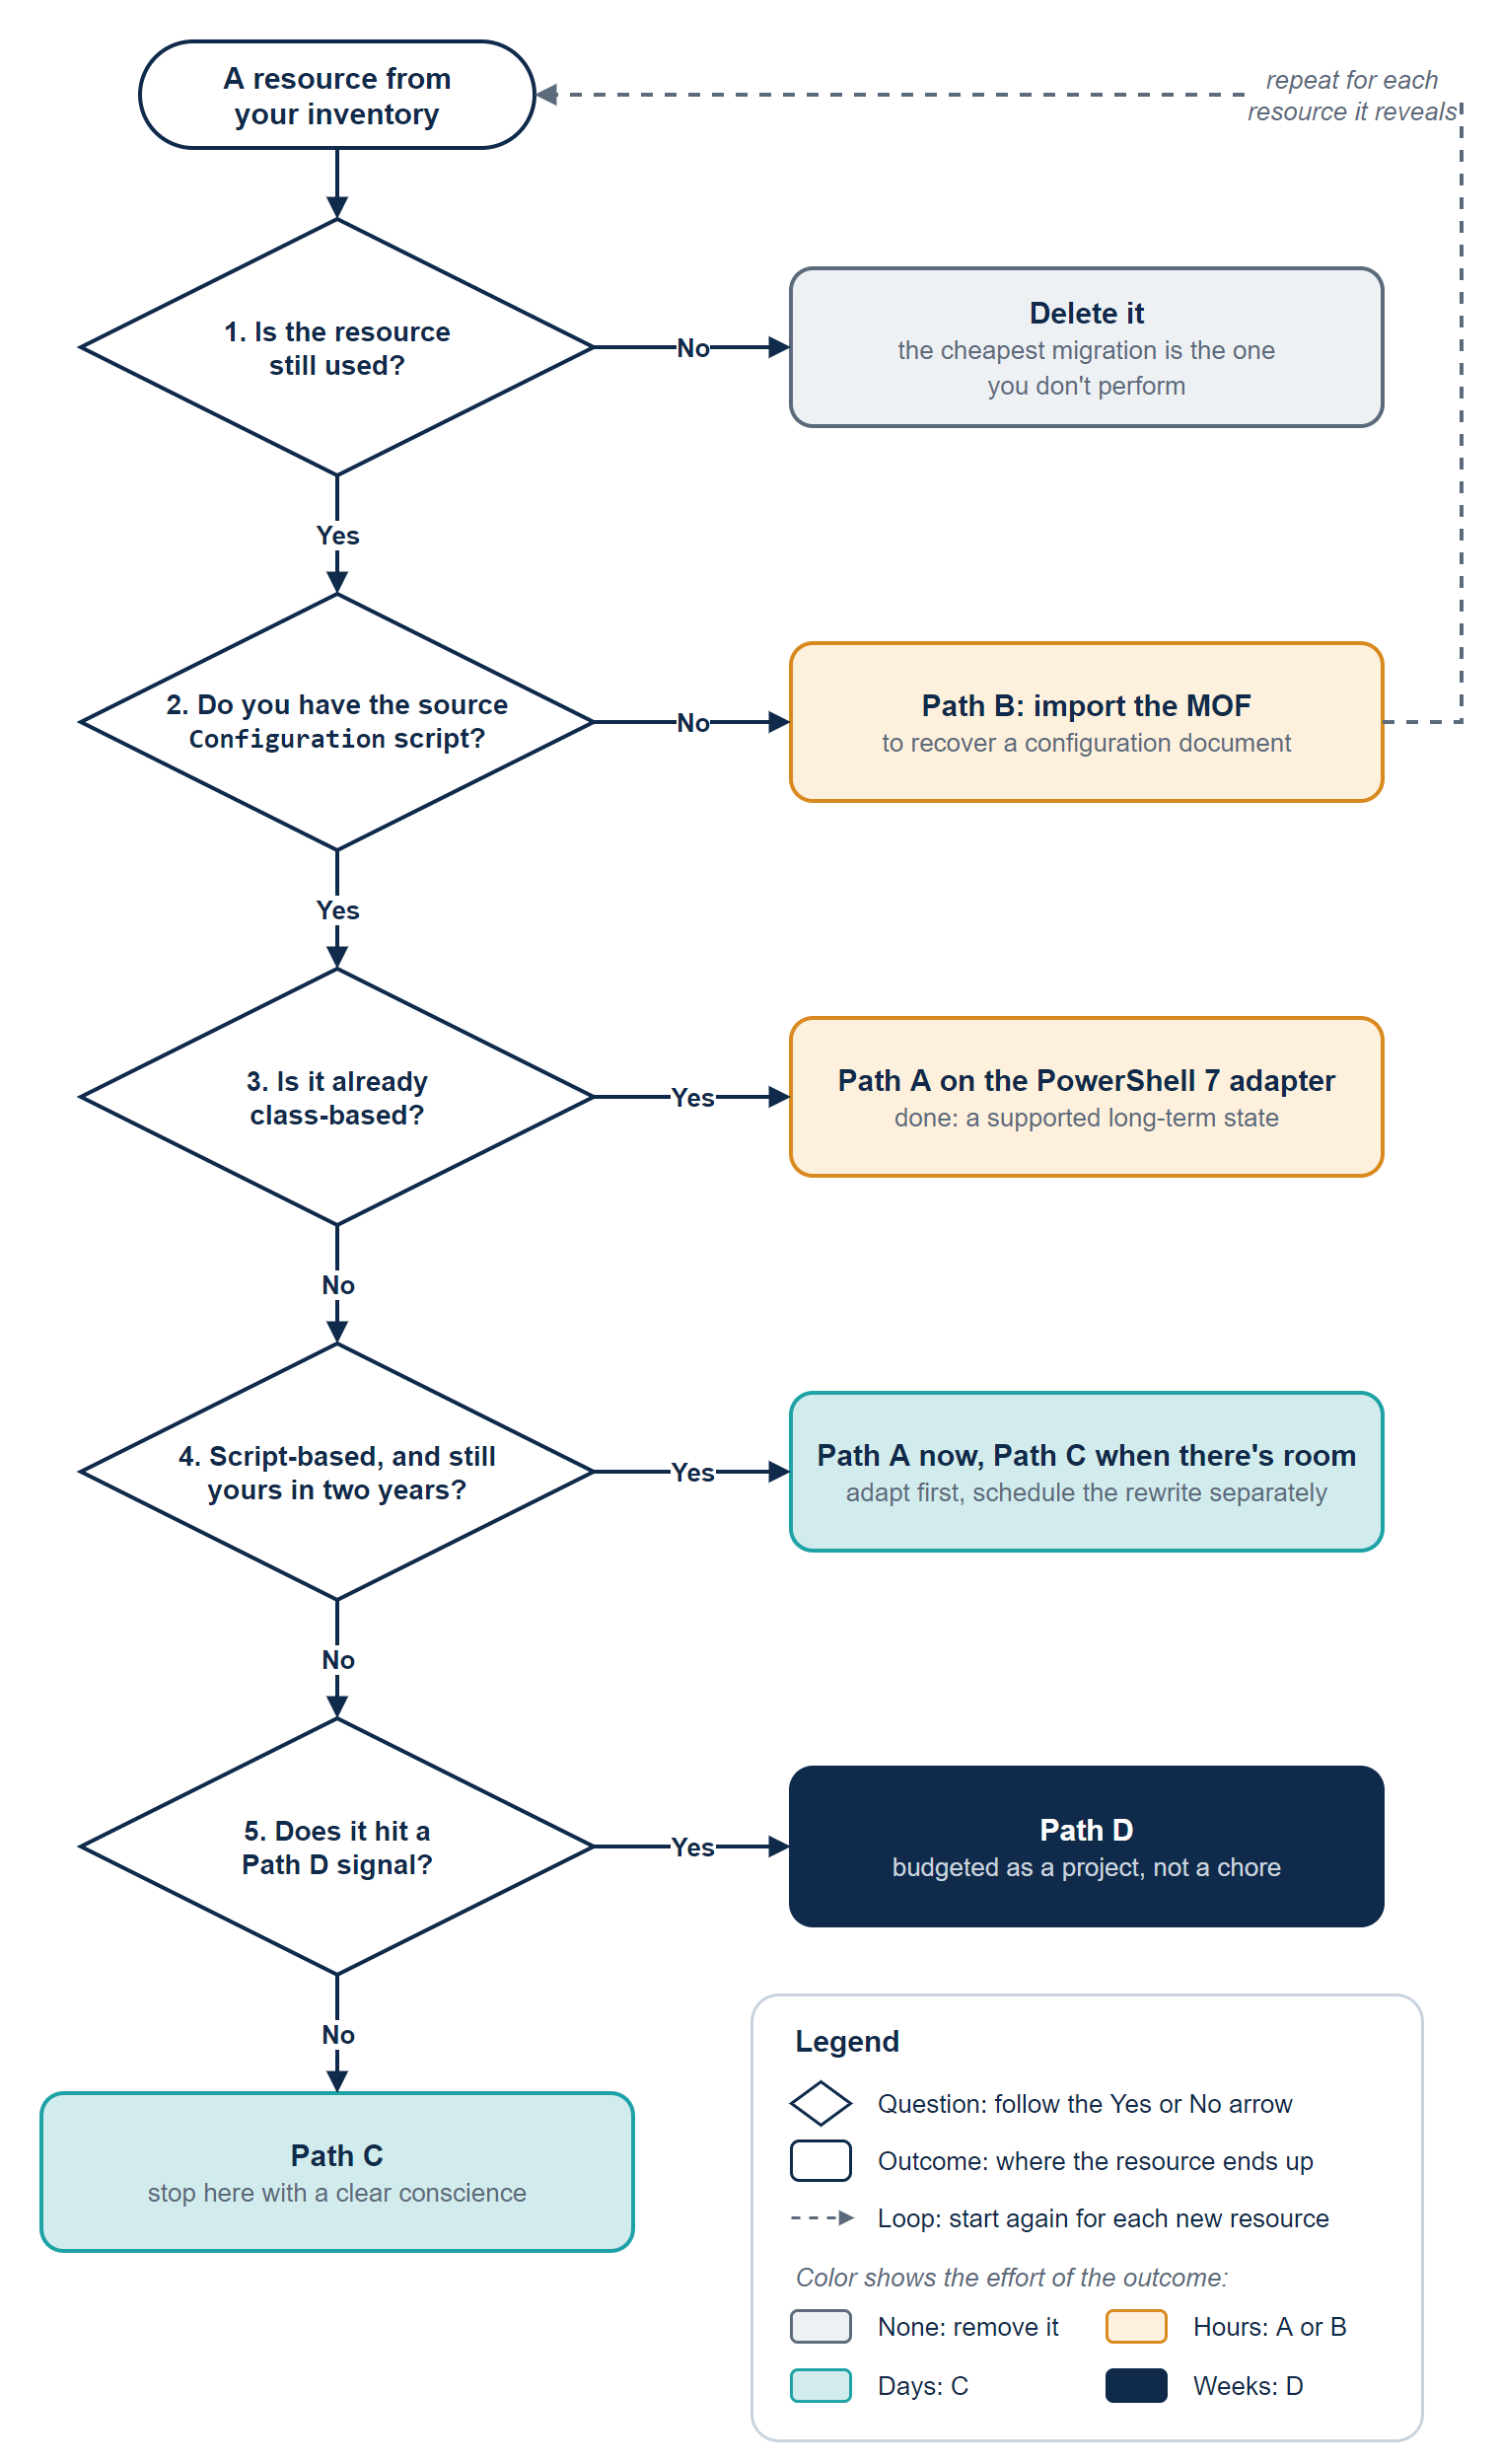 A resource from
your inventory
repeat for each
resource it reveals
1. Is the resource
still used?
No
Delete it
the cheapest migration is the one
you don't perform
Yes
2. Do you have the source
Configuration script?
No
Path B: import the MOF
to recover a configuration document
Yes
3. Is it already
class-based?
Yes
Path A on the PowerShell 7 adapter
done: a supported long-term state
No
4. Script-based, and still
yours in two years?
Yes
Path A now, Path C when there's room
adapt first, schedule the rewrite separately
No
5. Does it hit a
Path D signal?
Yes
Path D
budgeted as a project, not a chore
No
Path C
stop here with a clear conscience
Legend
Question: follow the Yes or No arrow
Outcome: where the resource ends up
Loop: start again for each new resource
Color shows the effort of the outcome:
None: remove it
Hours: A or B
Days: C
Weeks: D